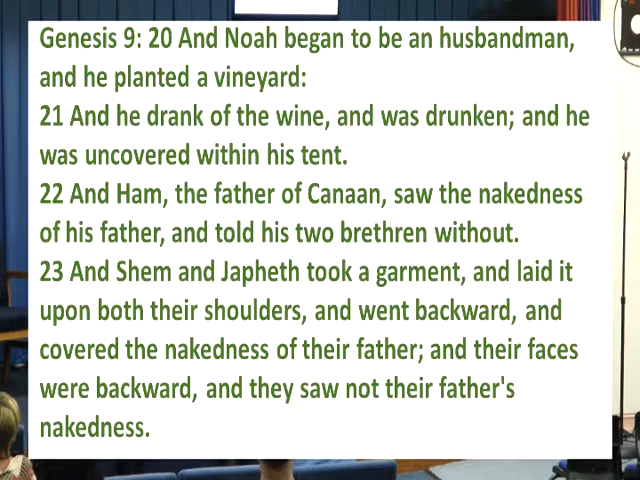 Genesis 9: 20 And Noah began to be an husbandman,
and he planted a vineyard:
21 And he drank of the wine, and was drunken; and he
was uncovered within his tent.
22 And Ham, the father of Canaan, saw the nakedness
of his father, and told his two brethren without.
23 And Shem and Japheth took a garment, and laid it
upon both their shoulders, and went backward, and
covered the nakedness of their father; and their faces
were backward, and they saw not their father's
nakedness.